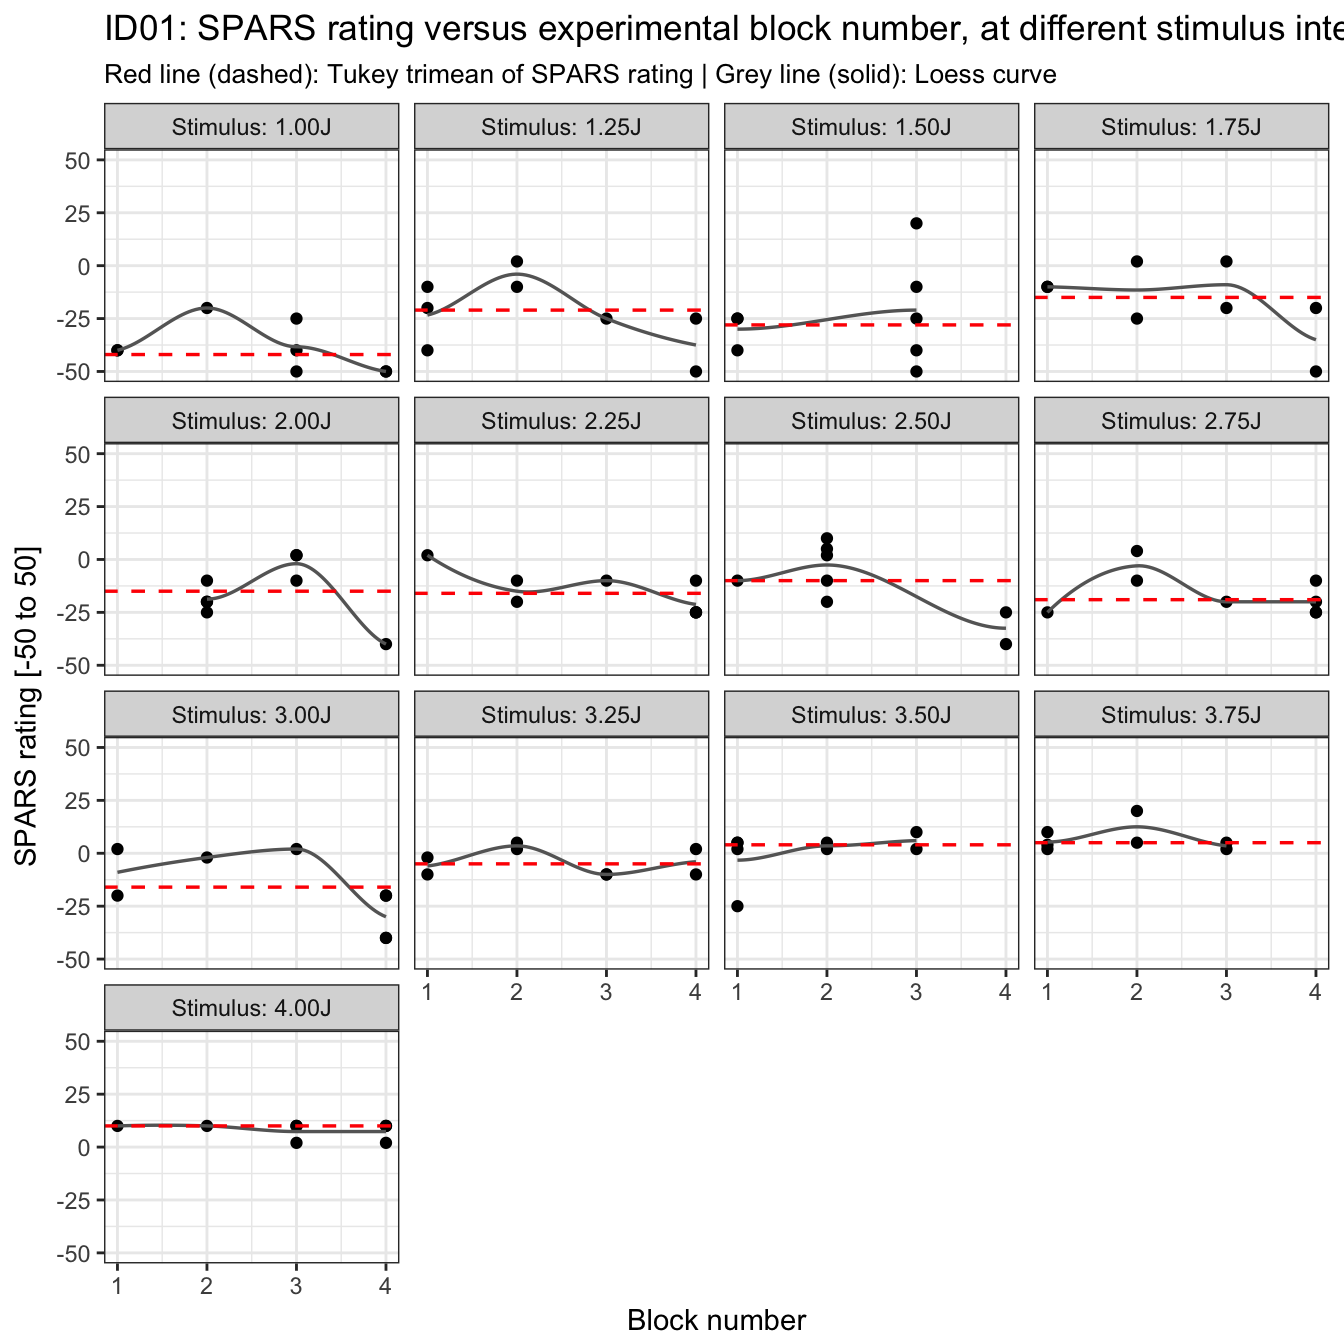 ID01: SPARS rating versus experimental block number, at different stimulus inte
Red line (dashed): Tukey trimean of SPARS rating | Grey line (solid): Loess curve
Stimulus: 1.00J Stimulus: 1.25J Stimulus: 1.50J Stimulus: 1.75J
50
25
0
-25
-50
Stimulus: 2.00J Stimulus: 2.25J Stimulus: 2.50J Stimulus: 2.75J
50
25
0
-25
-50
SPARS rating [-50 to 50]
Stimulus: 3.00J Stimulus: 3.25J Stimulus: 3.50J Stimulus: 3.75J
50
25
0
-25
-50
1 2 3 4 1 2 3 4 1 2 3 4
Stimulus: 4.00J
50
25
0
-25
-50
1 2 3 4
Block number